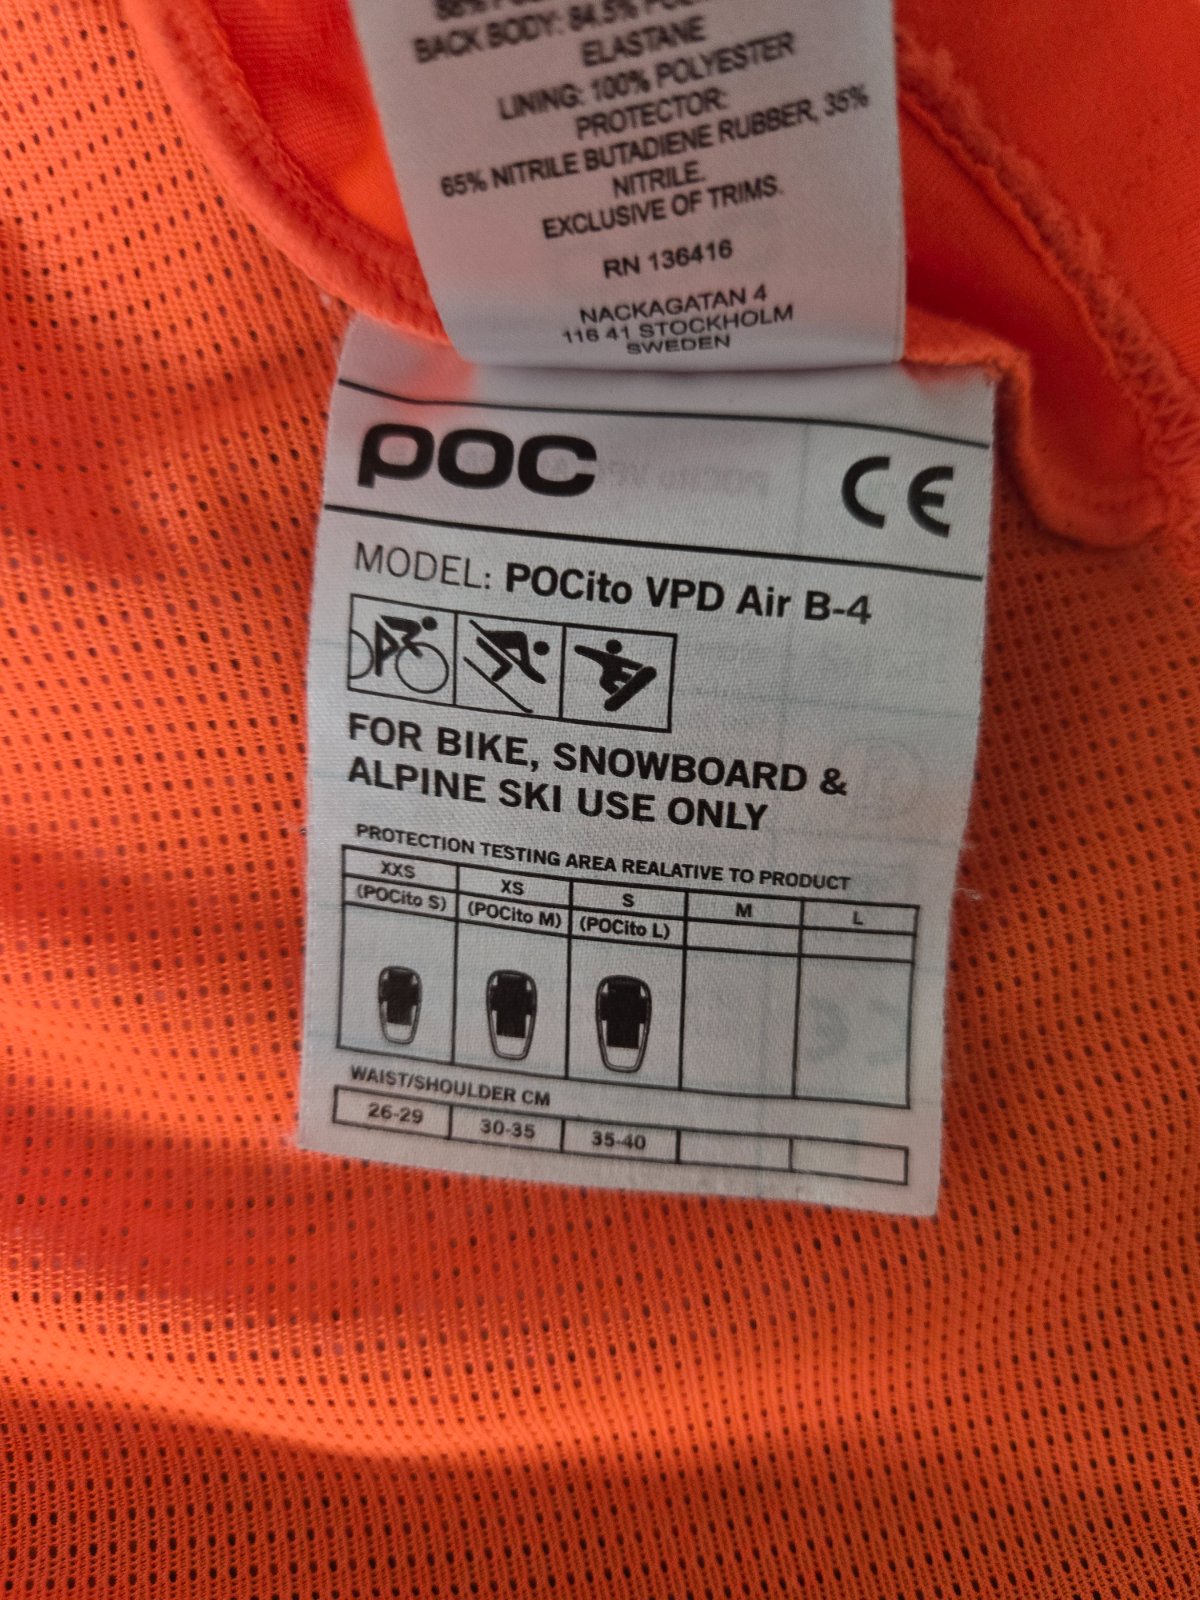 BACK BODY: 84.5%
ELASTANE
LINING: 100% POLYESTER
PROTECTOR:
65% NITRILE BUTADIENE RUBBER, 35%
NITRILE.
EXCLUSIVE OF TRIMS.
RN 136416
NACKAGATAN 4
116 41 STOCKHOLM
SWEDEN
POC CE
MODEL: POCito VPD Air B-4
FOR BIKE, SNOWBOARD &
ALPINE SKI USE ONLY
PROTECTION TESTING AREA REALATIVE TO PRODUCT
XXS XS S M L
(POCito S) (POCito M) (POCito L)
WAIST/SHOULDER CM
26-29 30-35 35-40